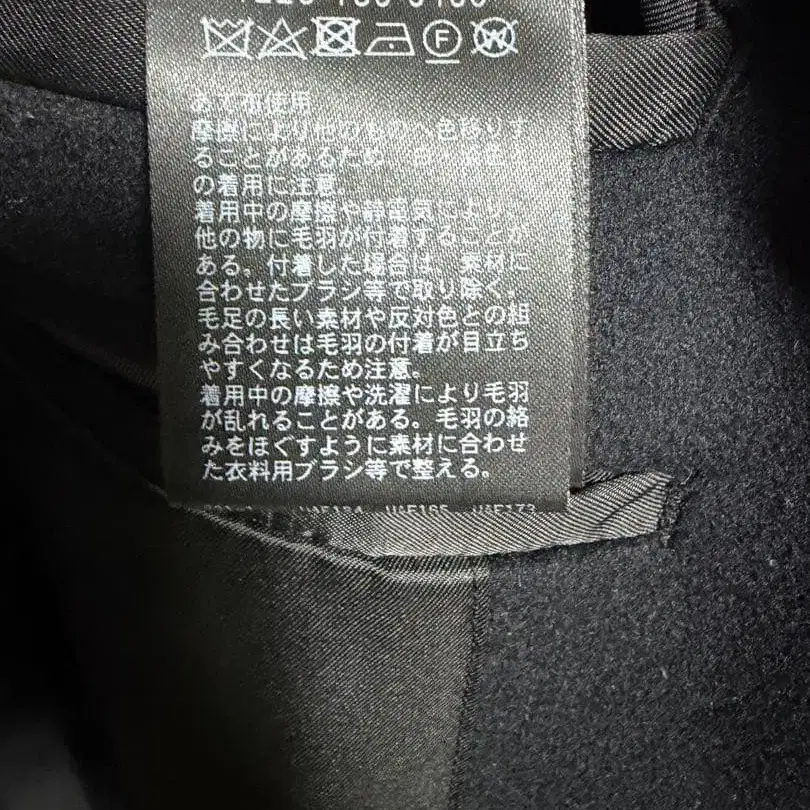 F
W
あて布使用
摩擦により他のものへ色移りす
ることがあるため
の着用に注意。
着用中の摩擦や静電気により、
他の物に毛羽が付着することが
ある。付着した場合は、素材に
合わせたブラシ等で取り除く。
毛足の長い素材や反対色との組
み合わせは毛羽の付着が目立ち
やすくなるため注意。
着用中の摩擦や洗濯により毛羽
が乱れることがある。毛羽の絡
みをほぐすように素材に合わせ
た衣料用ブラシ等で整える。